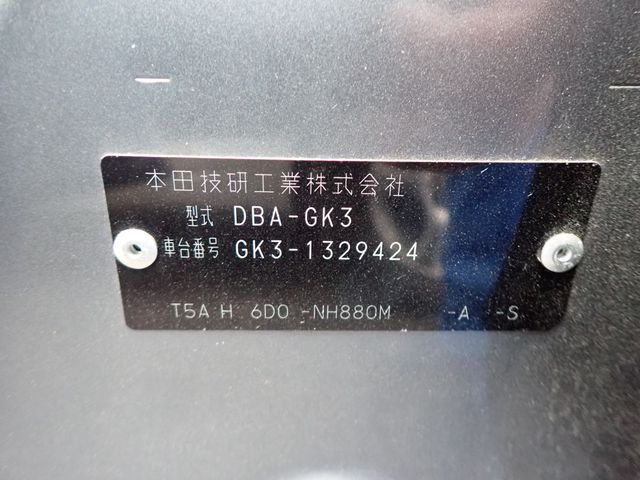 本田技研工業株式会社
型式 DBA-GK3
車台番号 GK3-1329424
T5A H 6D0 -NH880M -A -S